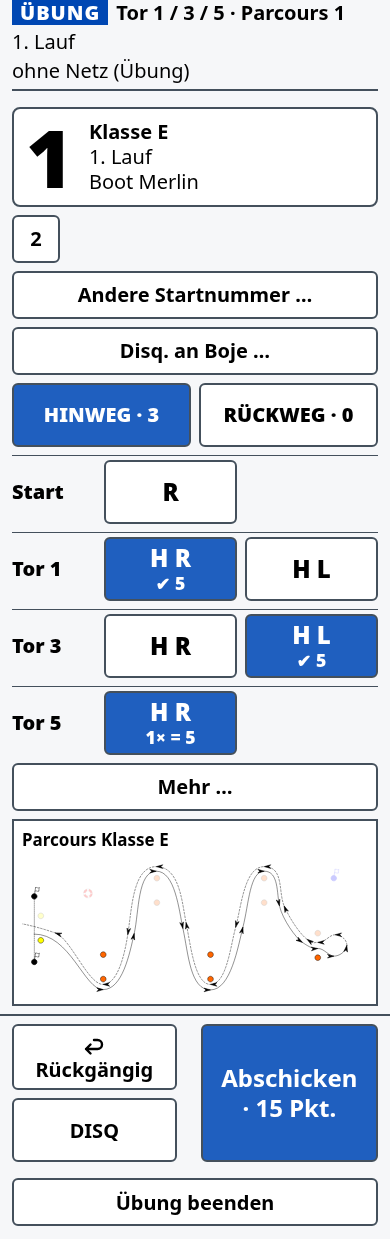 ÜBUNG Tor 1 / 3 / 5 · Parcours 1
1. Lauf
ohne Netz (Übung)
1
Klasse E
1. Lauf
Boot Merlin
2
Andere Startnummer ...
Disq. an Boje ...
HINWEG · 3
RÜCKWEG · 0
Start
R
Tor 1
H R
✔ 5
H L
Tor 3
H R
H L
✔ 5
Tor 5
H R
1× = 5
Mehr ...
Parcours Klasse E
Rückgängig
DISQ
Abschicken
· 15 Pkt.
Übung beenden